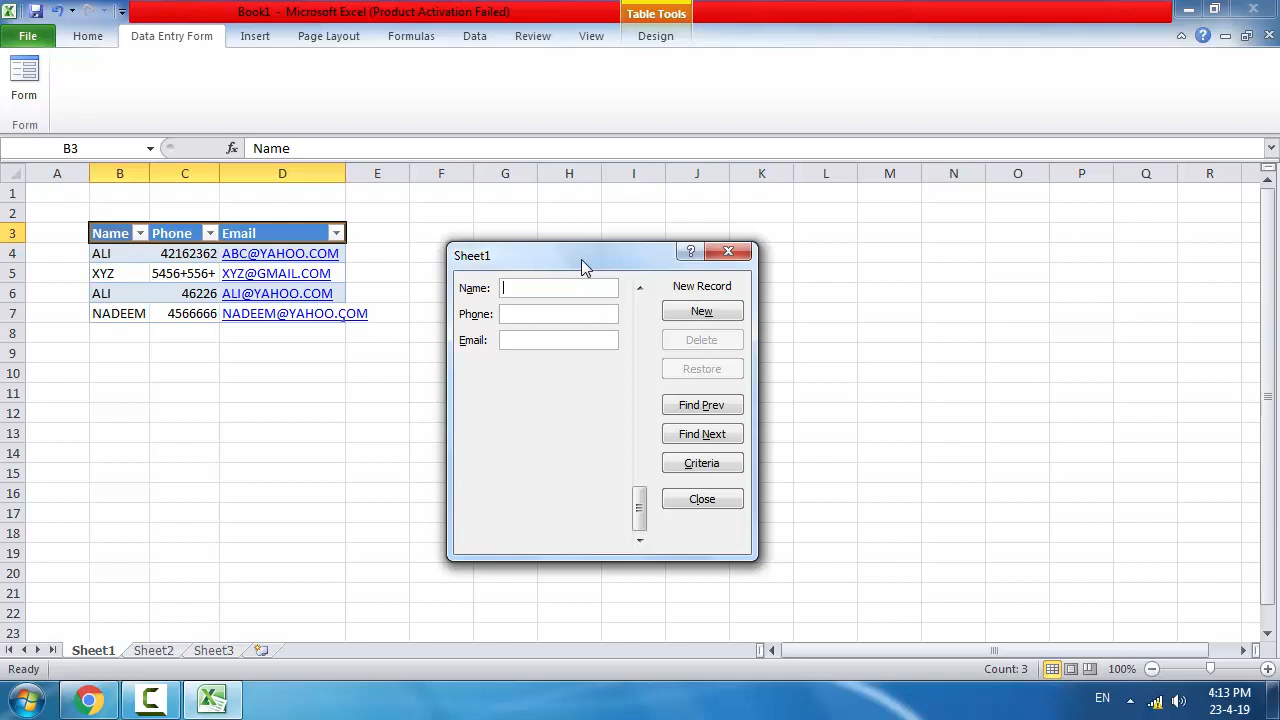 Book1 - Microsoft Excel (Product Activation Failed)
Table Tools
File Home Data Entry Form Insert Page Layout Formulas Data Review View Design
Form
Form
B3 fx Name
A B C D E F G H I J K L M N O P Q R
1
2
3 Name Phone Email
4 ALI 42162362 ABC@YAHOO.COM
5 XYZ 5456+556+ XYZ@GMAIL.COM
6 ALI 46226 ALI@YAHOO.COM
7 NADEEM 4566666 NADEEM@YAHOO.COM
8
9
10
11
12
13
14
15
16
17
18
19
20
21
22
23
Sheet1
?
Name:
Phone:
Email:
New Record
New
Delete
Restore
Find Prev
Find Next
Criteria
Close
Sheet1 Sheet2 Sheet3
Ready Count: 3 100%
EN 4:13 PM
23-4-19